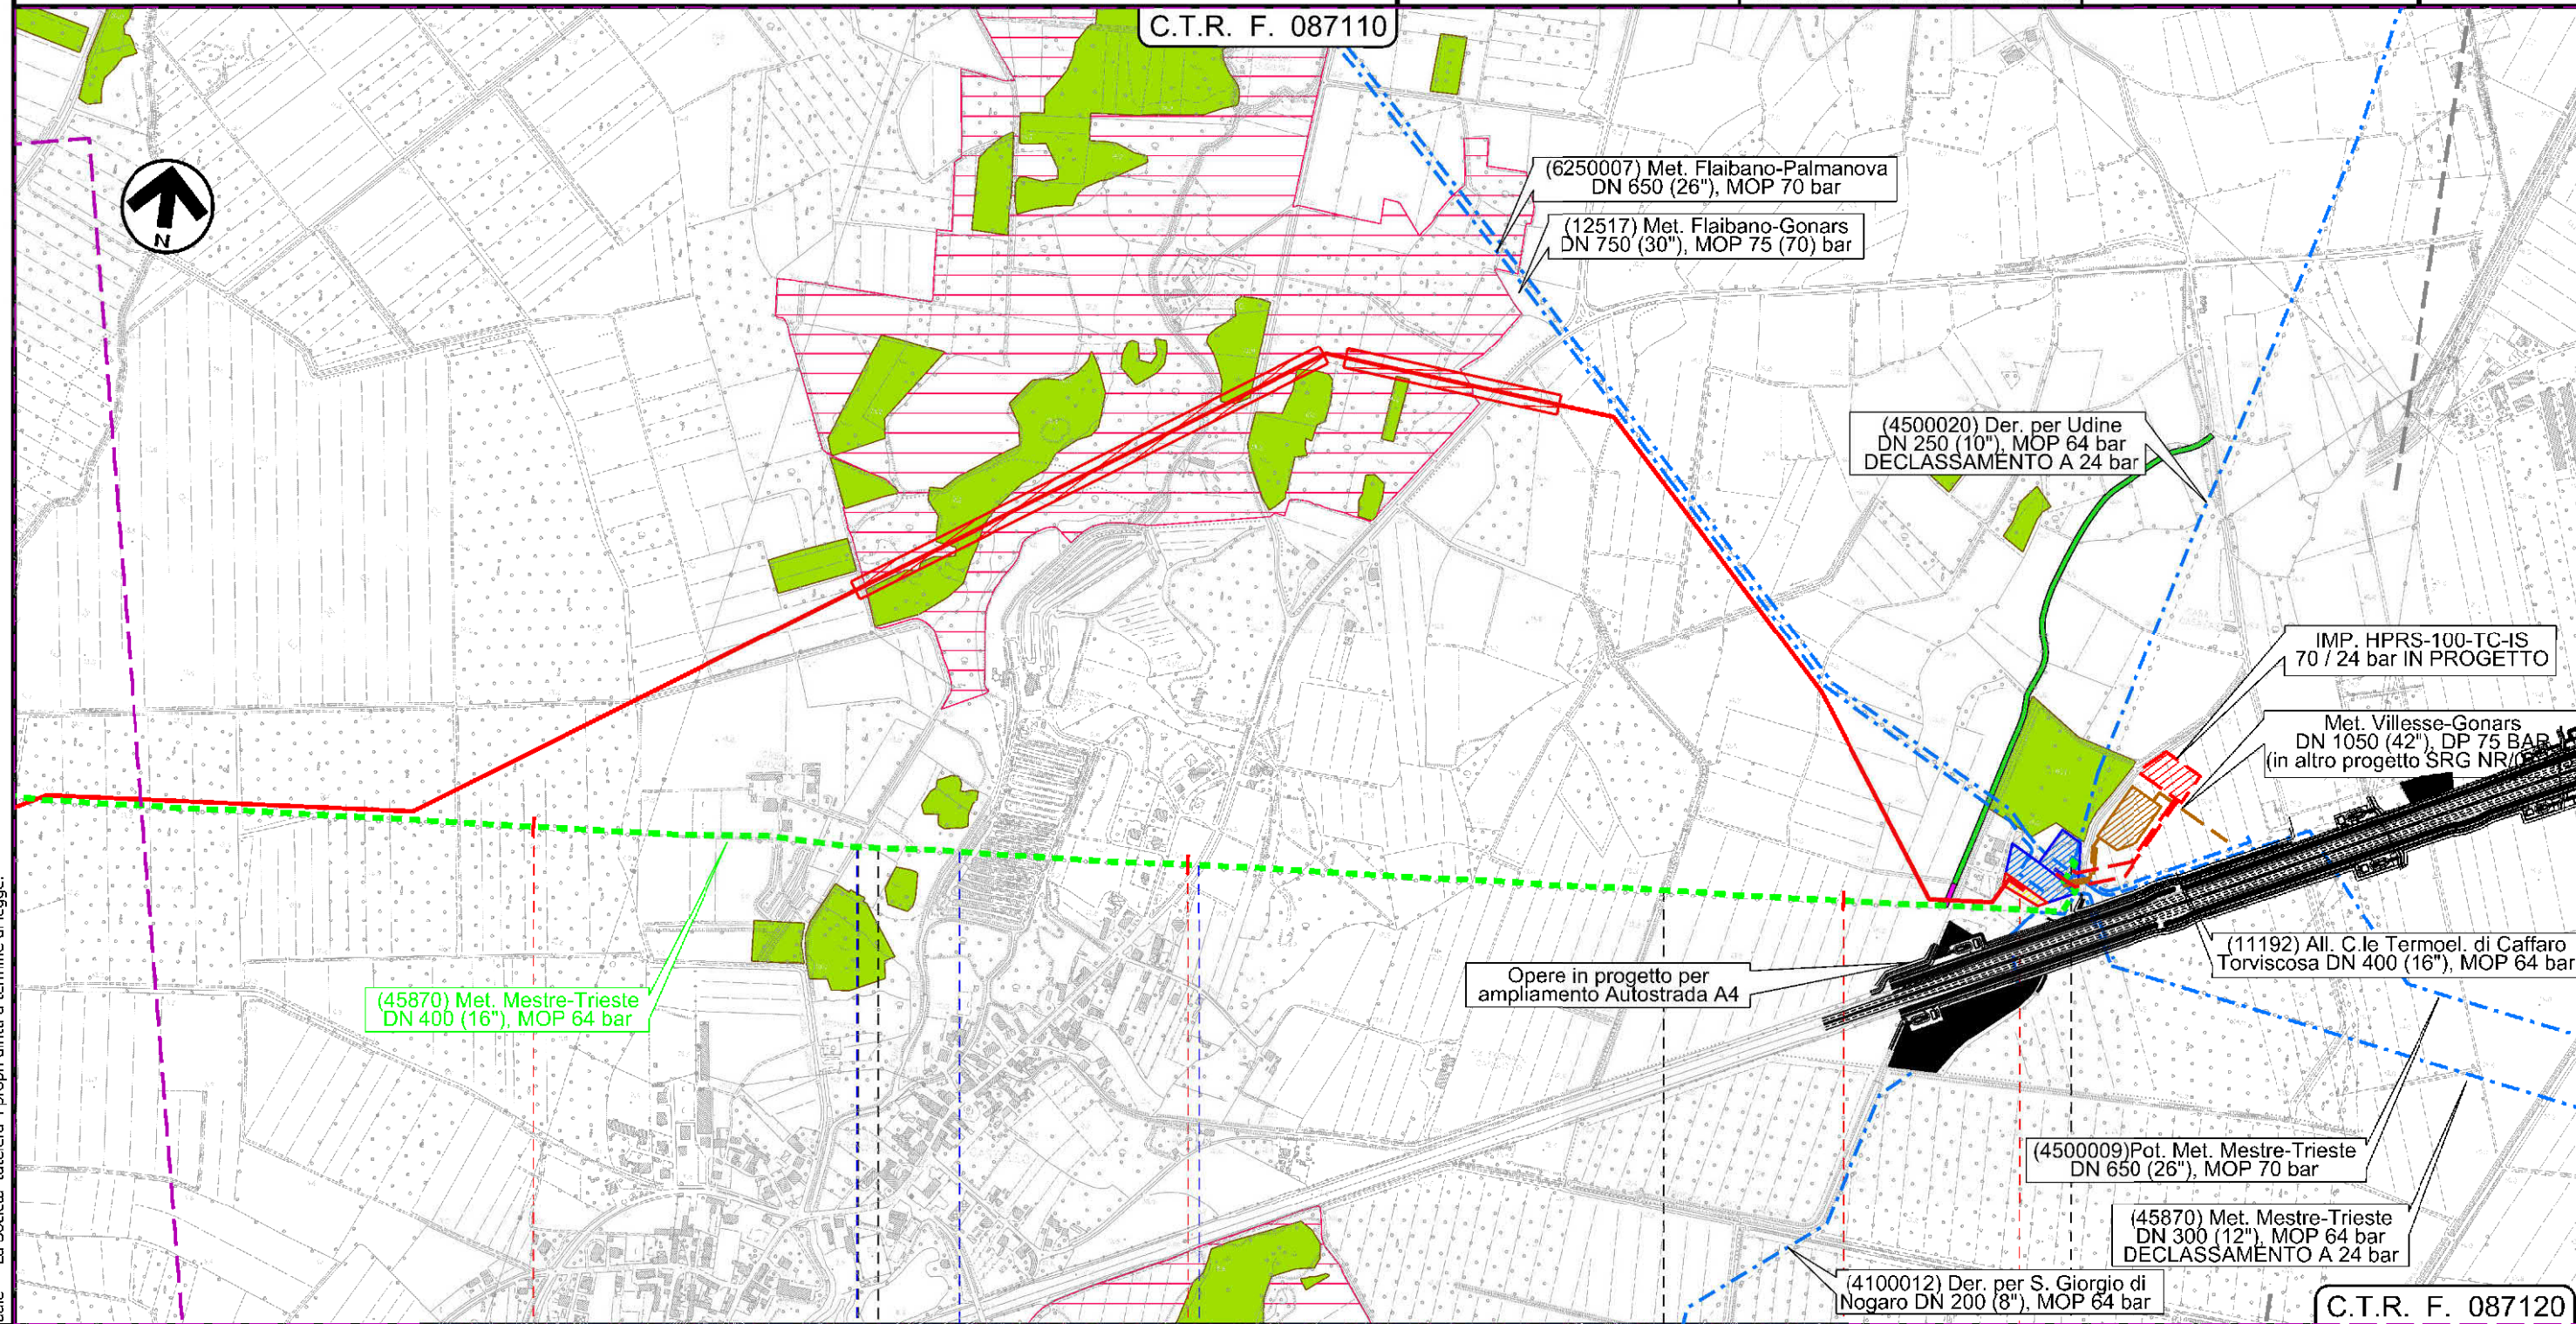 C.T.R. F. 087110
N
(6250007) Met. Flaibano-Palmanova
DN 650 (26"), MOP 70 bar
(12517) Met. Flaibano-Gonars
DN 750 (30"), MOP 75 (70) bar
(4500020) Der. per Udine
DN 250 (10"), MOP 64 bar
DECLASSAMENTO A 24 bar
IMP. HPRS-100-TC-IS
70 / 24 bar IN PROGETTO
Met. Villesse-Gonars
DN 1050 (42"), DP 75 BAR
(in altro progetto SRG
(11192) All. C.le Termoel. di Caffaro
Torviscosa DN 400 (16"), MOP 64 bar
Opere in progetto per
ampliamento Autostrada A4
(45870) Met. Mestre-Trieste
DN 400 (16"), MOP 64 bar
(4500009)Pot. Met. Mestre-Trieste
DN 650 (26"), MOP 70 bar
(45870) Met. Mestre-Trieste
DN 300 (12"), MOP 64 bar
DECLASSAMENTO A 24 bar
(4100012) Der. per S. Giorgio di
Nogaro DN 200 (8"), MOP 64 bar
C.T.R. F. 087120